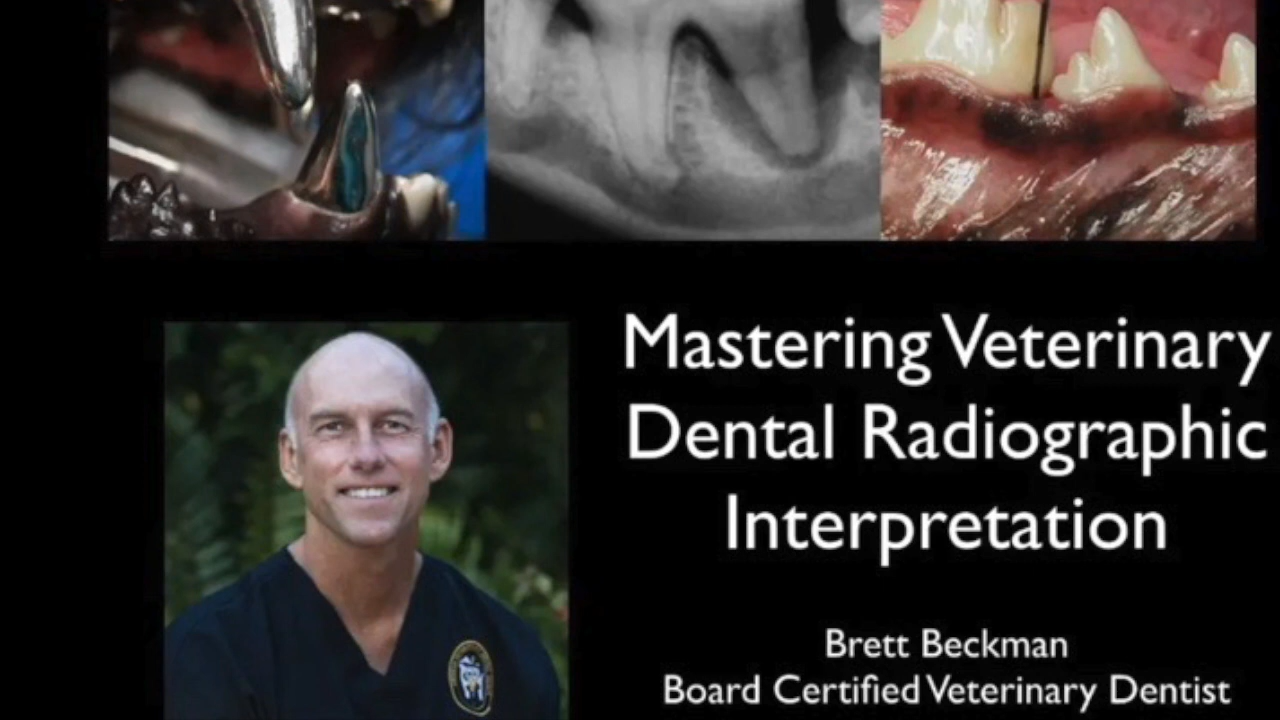 Mastering Veterinary
Dental Radiographic
Interpretation
Brett Beckman
Board Certified Veterinary Dentist